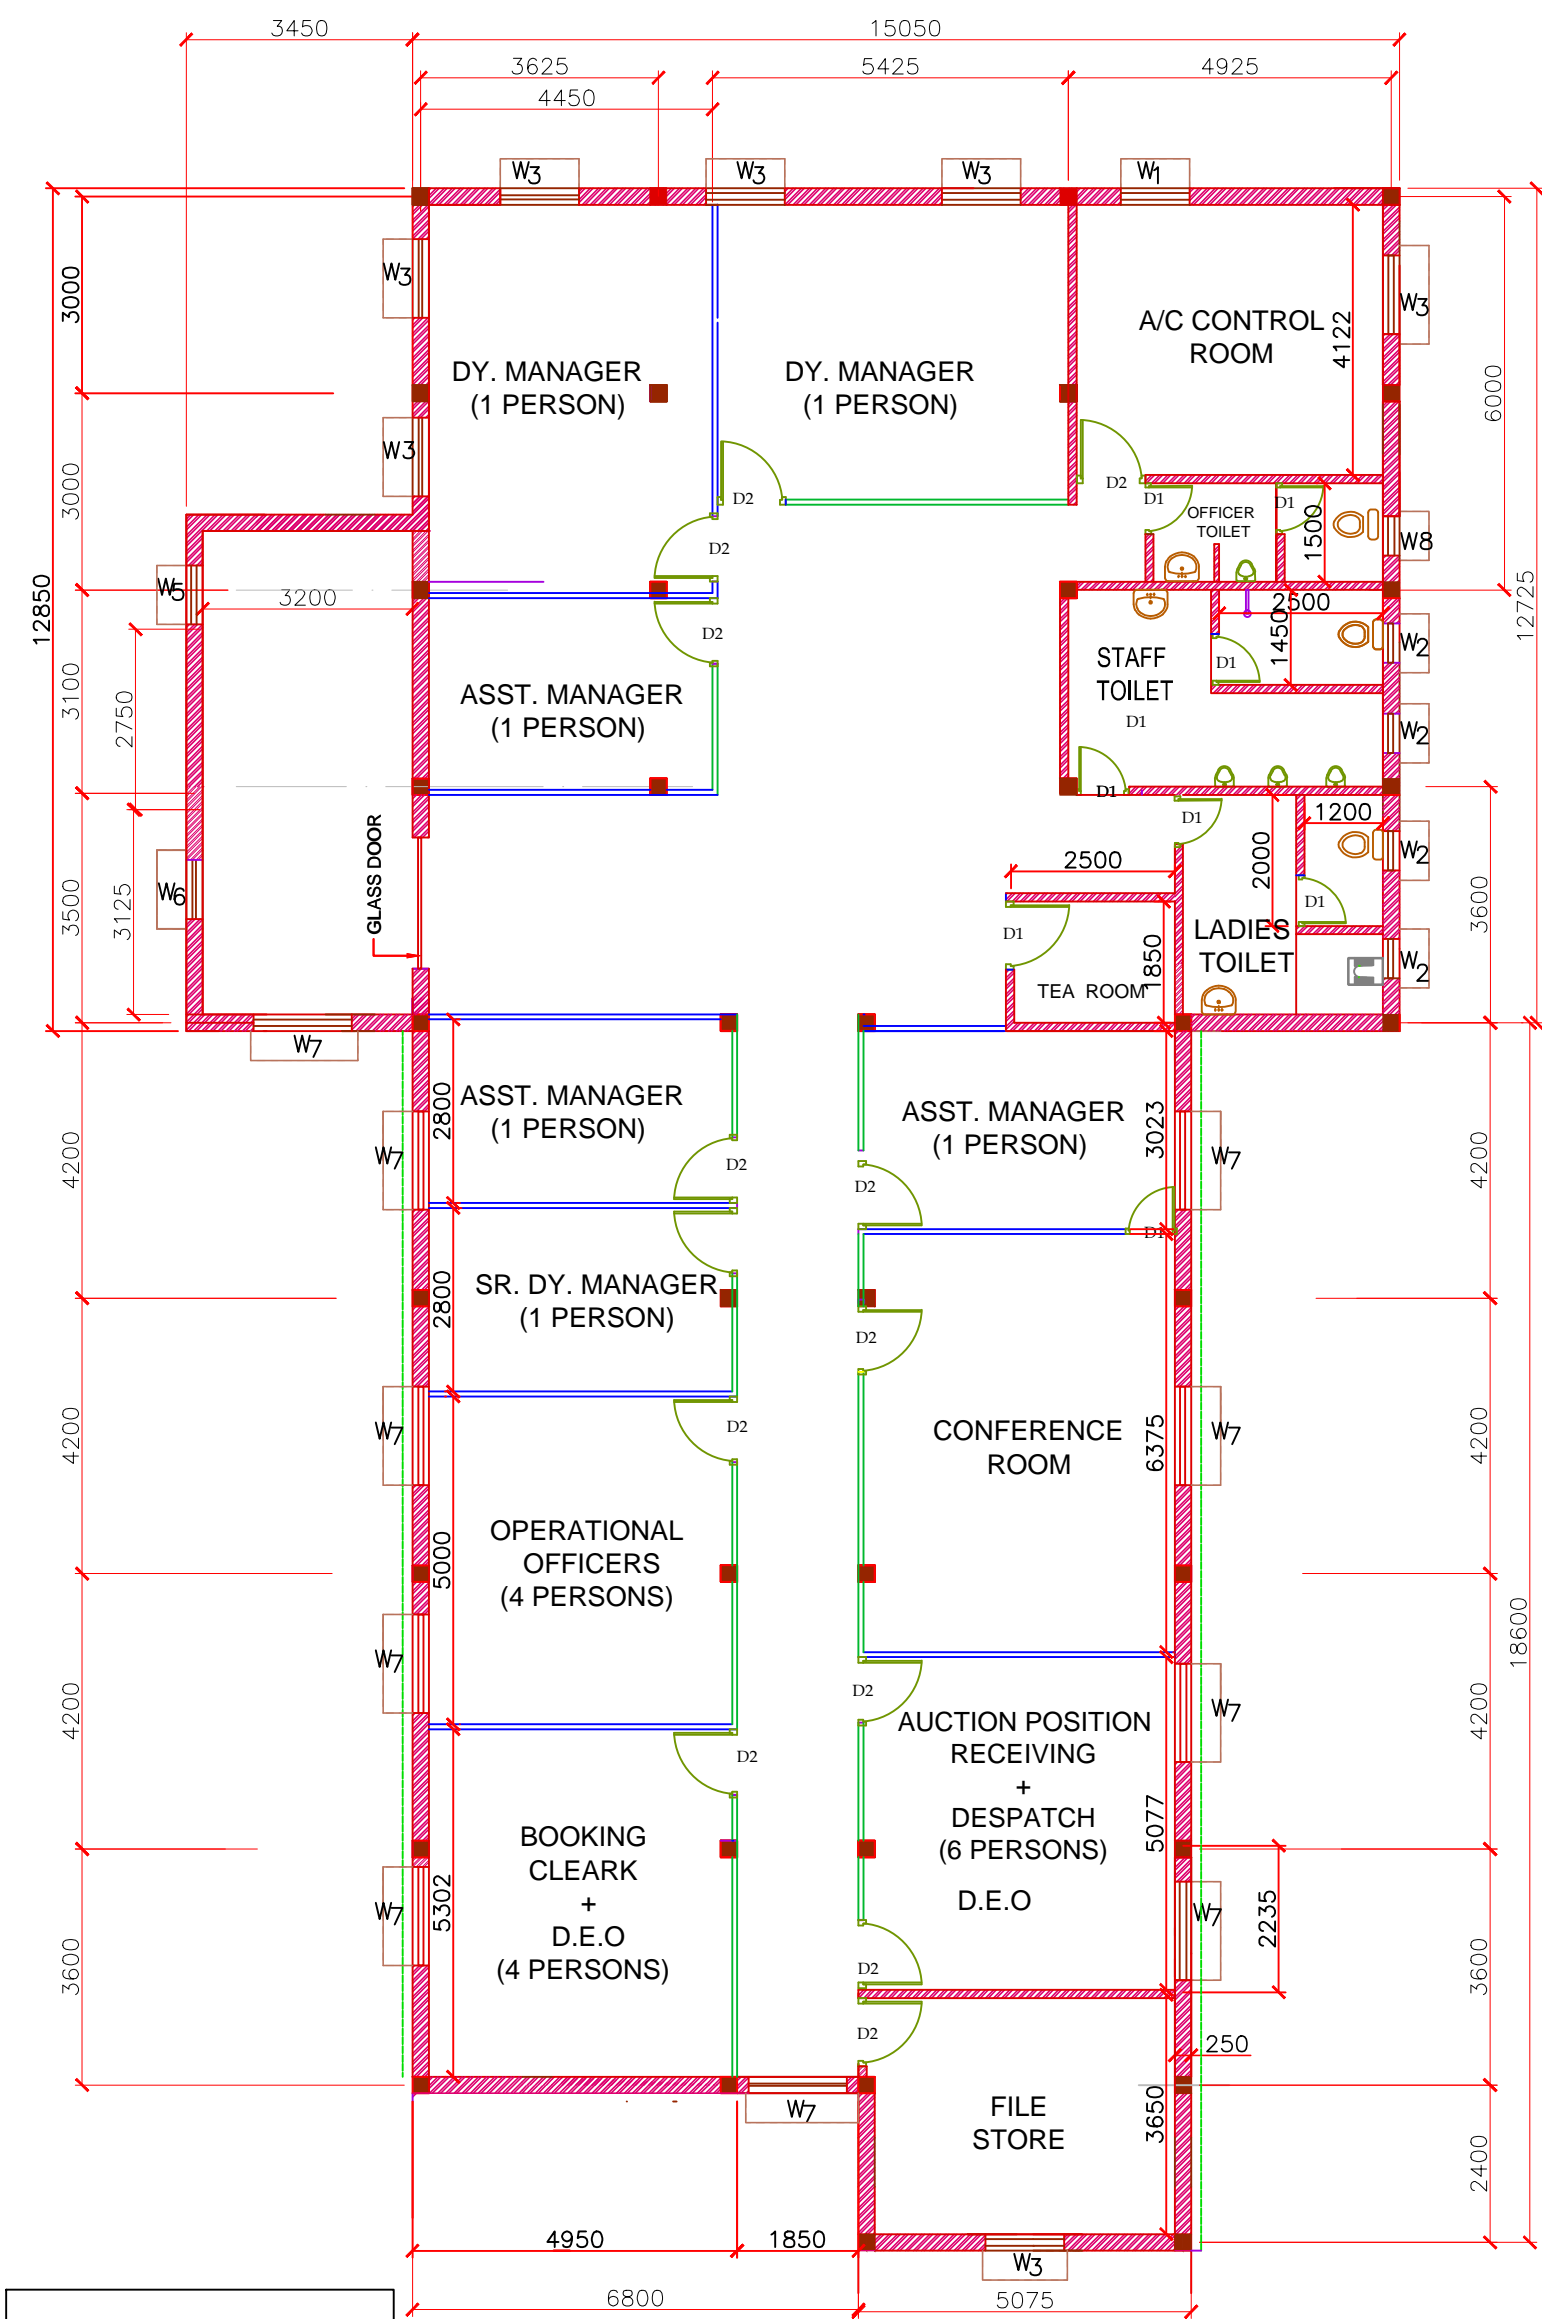 3450
15050
3625
5425
4925
4450
W3
W3
W3
W1
W3
W3
3000
3000
12850
3100
2750
3500
3125
DY. MANAGER
(1 PERSON)
DY. MANAGER
(1 PERSON)
A/C CONTROL
ROOM
4122
W3
6000
12725
D2
D2
D2
D1
OFFICER
TOILET
D1
1500
W8
W5
3200
D2
ASST. MANAGER
(1 PERSON)
STAFF
TOILET
D1
D1
2500
1450
W2
W2
D1
D1
1200
2000
W2
D1
W6
GLASS DOOR
2500
D1
1850
TEA ROOM
LADIES
TOILET
W2
3600
W7
ASST. MANAGER
(1 PERSON)
2800
D2
ASST. MANAGER
(1 PERSON)
3023
D2
D1
W7
W7
4200
4200
SR. DY. MANAGER
(1 PERSON)
2800
D2
CONFERENCE
ROOM
6375
W7
W7
4200
4200
D2
OPERATIONAL
OFFICERS
(4 PERSONS)
5000
W7
18600
D2
AUCTION POSITION
RECEIVING
+
DESPATCH
(6 PERSONS)
D.E.O
5077
W7
4200
4200
D2
BOOKING
CLEARK
+
D.E.O
(4 PERSONS)
5302
W7
W7
2235
3600
3600
D2
D2
250
FILE
STORE
3650
2400
W7
4950
1850
W3
6800
5075